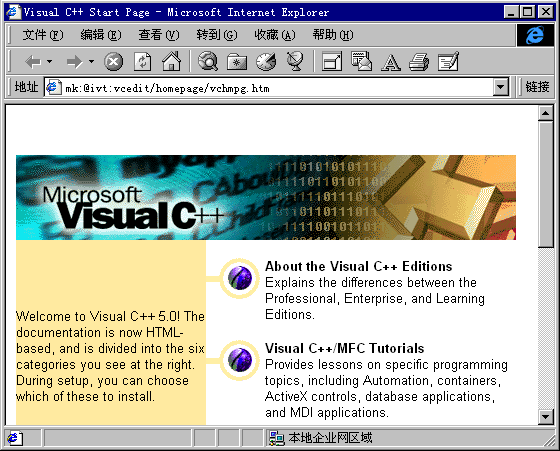 Visual C++ Start Page - Microsoft Internet Explorer
文件(F) 编辑(E) 查看(V) 转到(G) 收藏(A) 帮助(H)
地址 mk:@ivt:vcedit/homepage/vchmpg.htm 链接
Microsoft
Visual C++
About the Visual C++ Editions
Explains the differences between the
Professional, Enterprise, and Learning
Editions.
Welcome to Visual C++ 5.0! The
documentation is now HTML-
based, and is divided into the six
categories you see at the right.
During setup, you can choose
which of these to install.
Visual C++/MFC Tutorials
Provides lessons on specific programming
topics, including Automation, containers,
ActiveX controls, database applications,
and MDI applications.
本地企业网区域